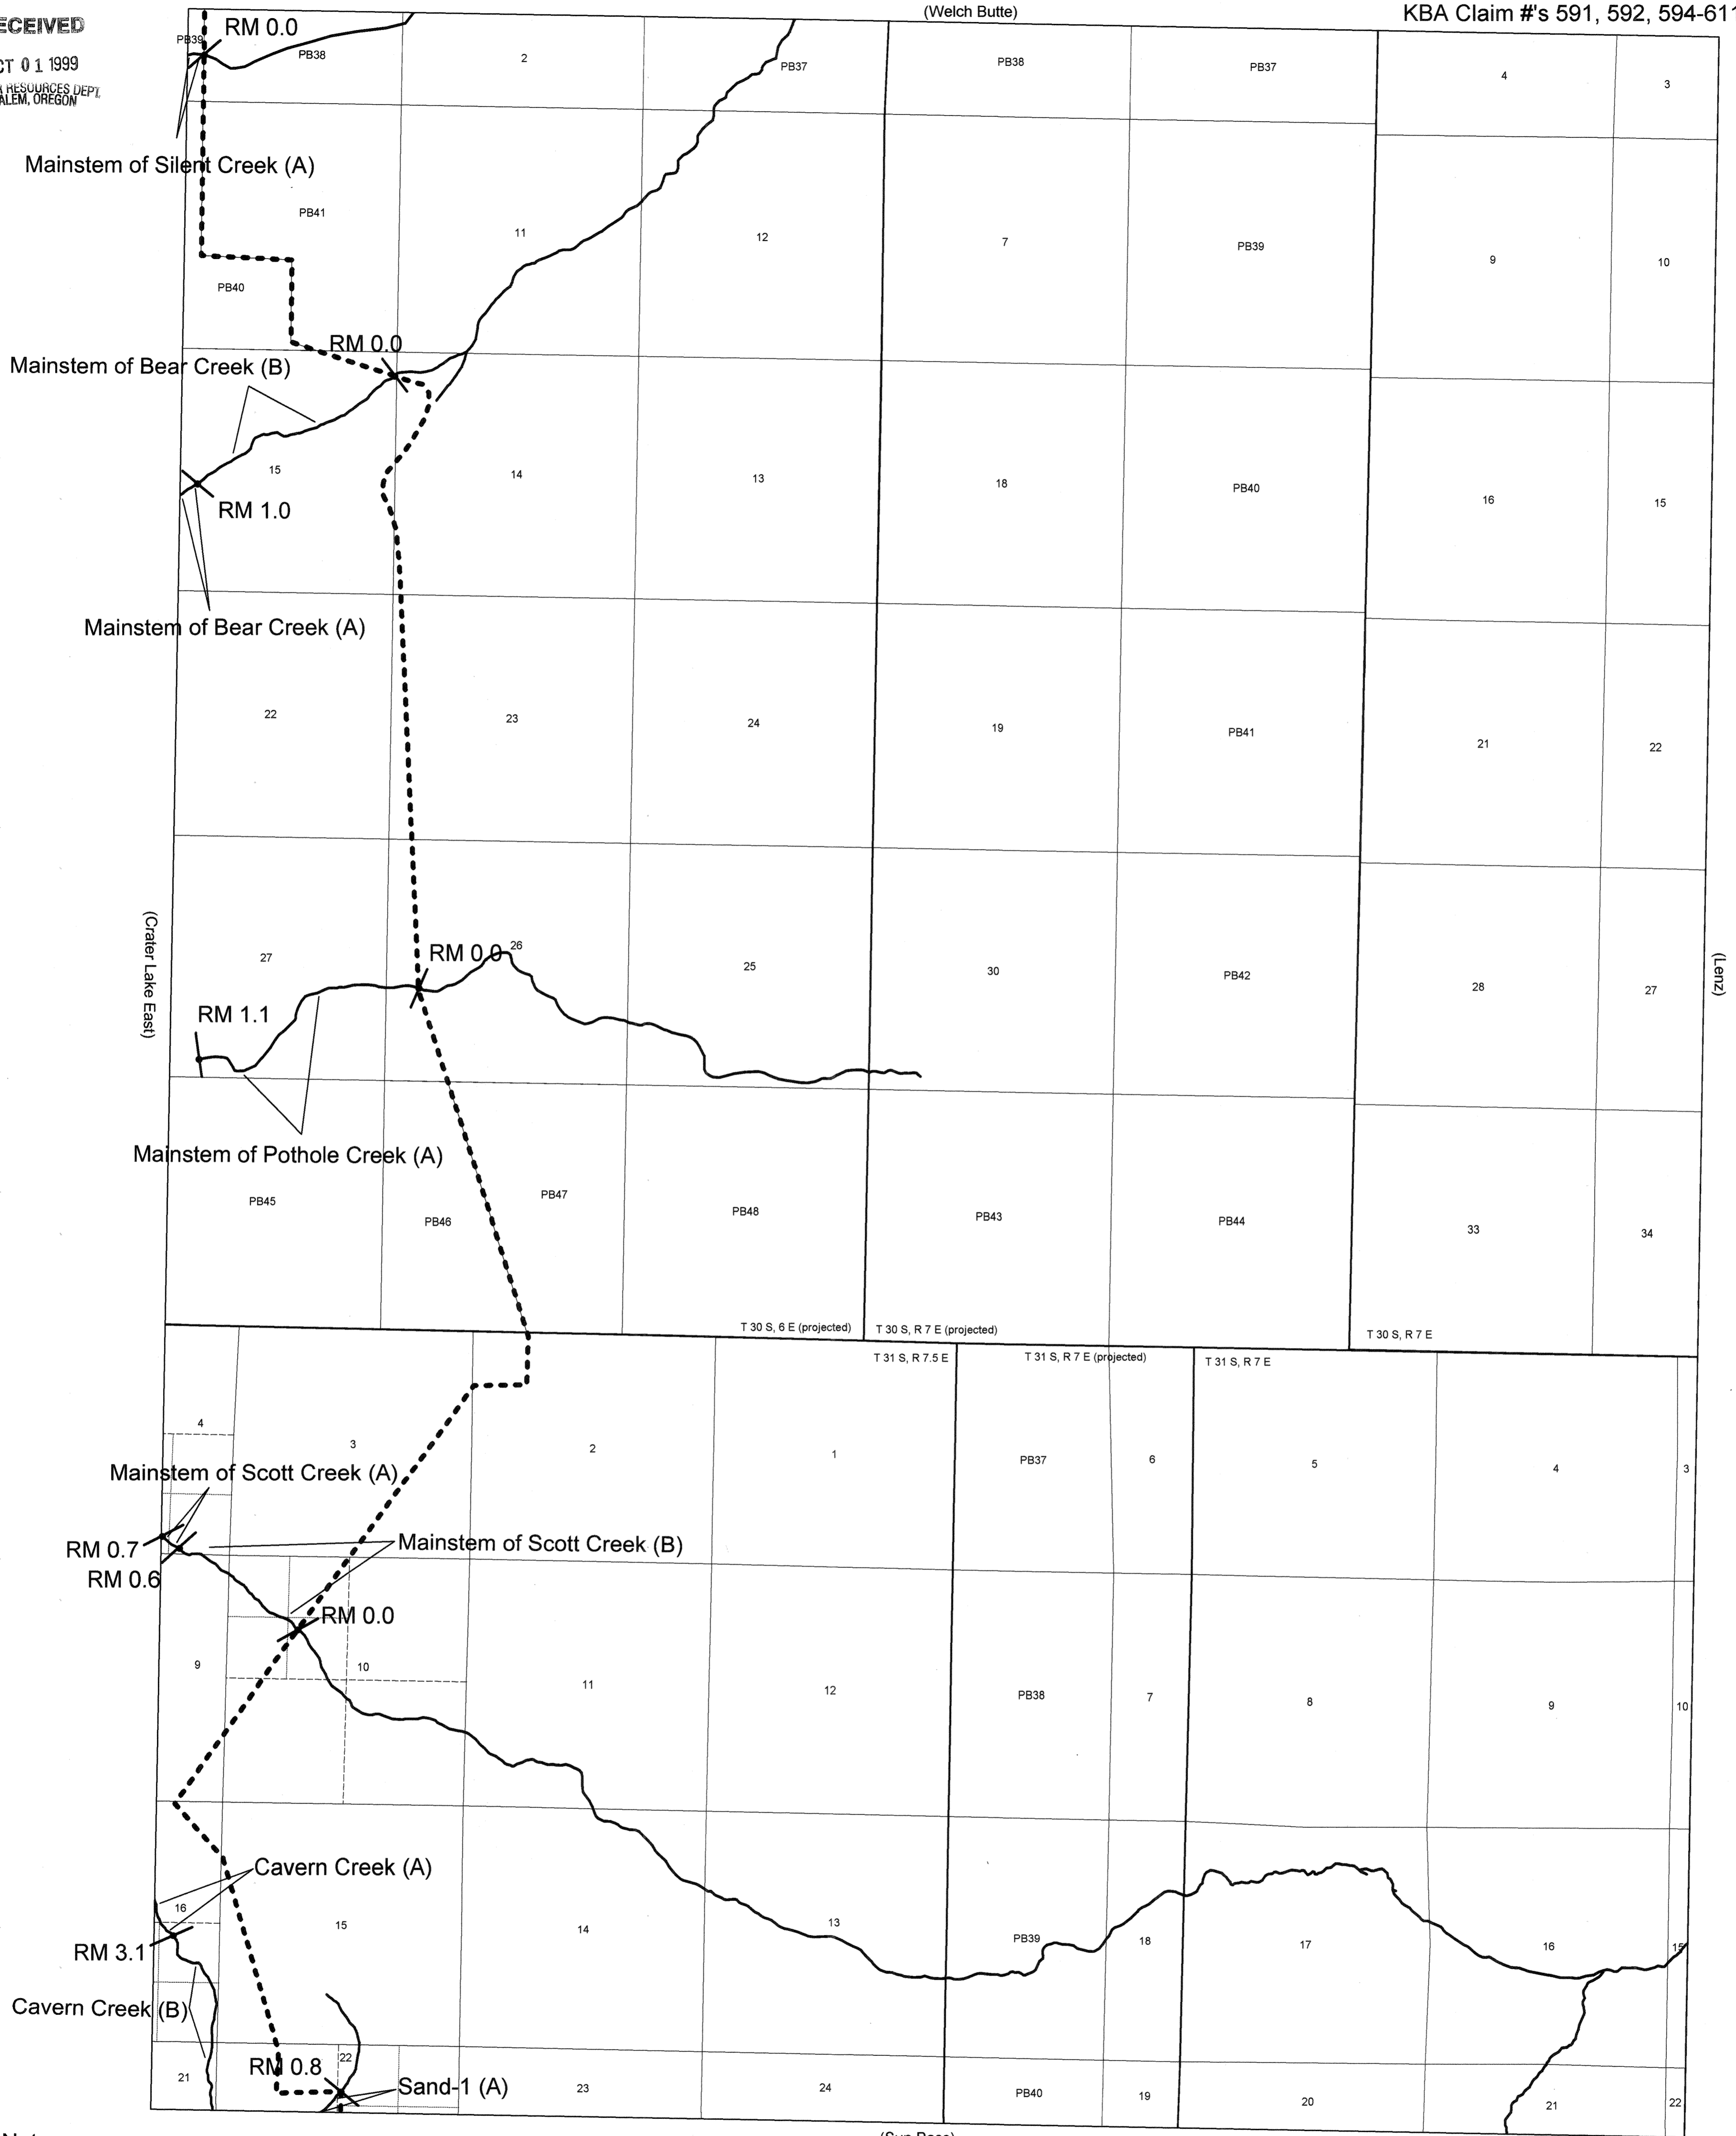 (Welch Butte)
KBA Claim #'s 591, 592, 594-611
ECEIVED
CT 0 1 1999
RESOURCES DEPT.
ALEM, OREGON
RM 0.0
PB39
PB38
2
PB37
PB38
PB37
4
3
Mainstem of Silent Creek (A)
PB41
11
12
7
PB39
9
10
PB40
RM 0.0
Mainstem of Bear Creek (B)
15
14
13
18
PB40
16
15
RM 1.0
Mainstem of Bear Creek (A)
22
23
24
19
PB41
21
22
(Crater Lake East)
27
RM 0.0
26
25
30
PB42
28
27
(Lenz)
RM 1.1
Mainstem of Pothole Creek (A)
PB45
PB46
PB47
PB48
PB43
PB44
33
34
T 30 S, 6 E (projected)
T 30 S, R 7 E (projected)
T 30 S, R 7 E
T 31 S, R 7.5 E
T 31 S, R 7 E (projected)
T 31 S, R 7 E
4
3
2
1
PB37
6
5
4
3
Mainstem of Scott Creek (A)
Mainstem of Scott Creek (B)
RM 0.7
RM 0.6
RM 0.0
9
10
11
12
PB38
7
8
9
10
Cavern Creek (A)
16
15
14
13
PB39
18
17
16
15
RM 3.1
Cavern Creek (B)
21
RM 0.8
22
Sand-1 (A)
23
24
PB40
19
20
21
22